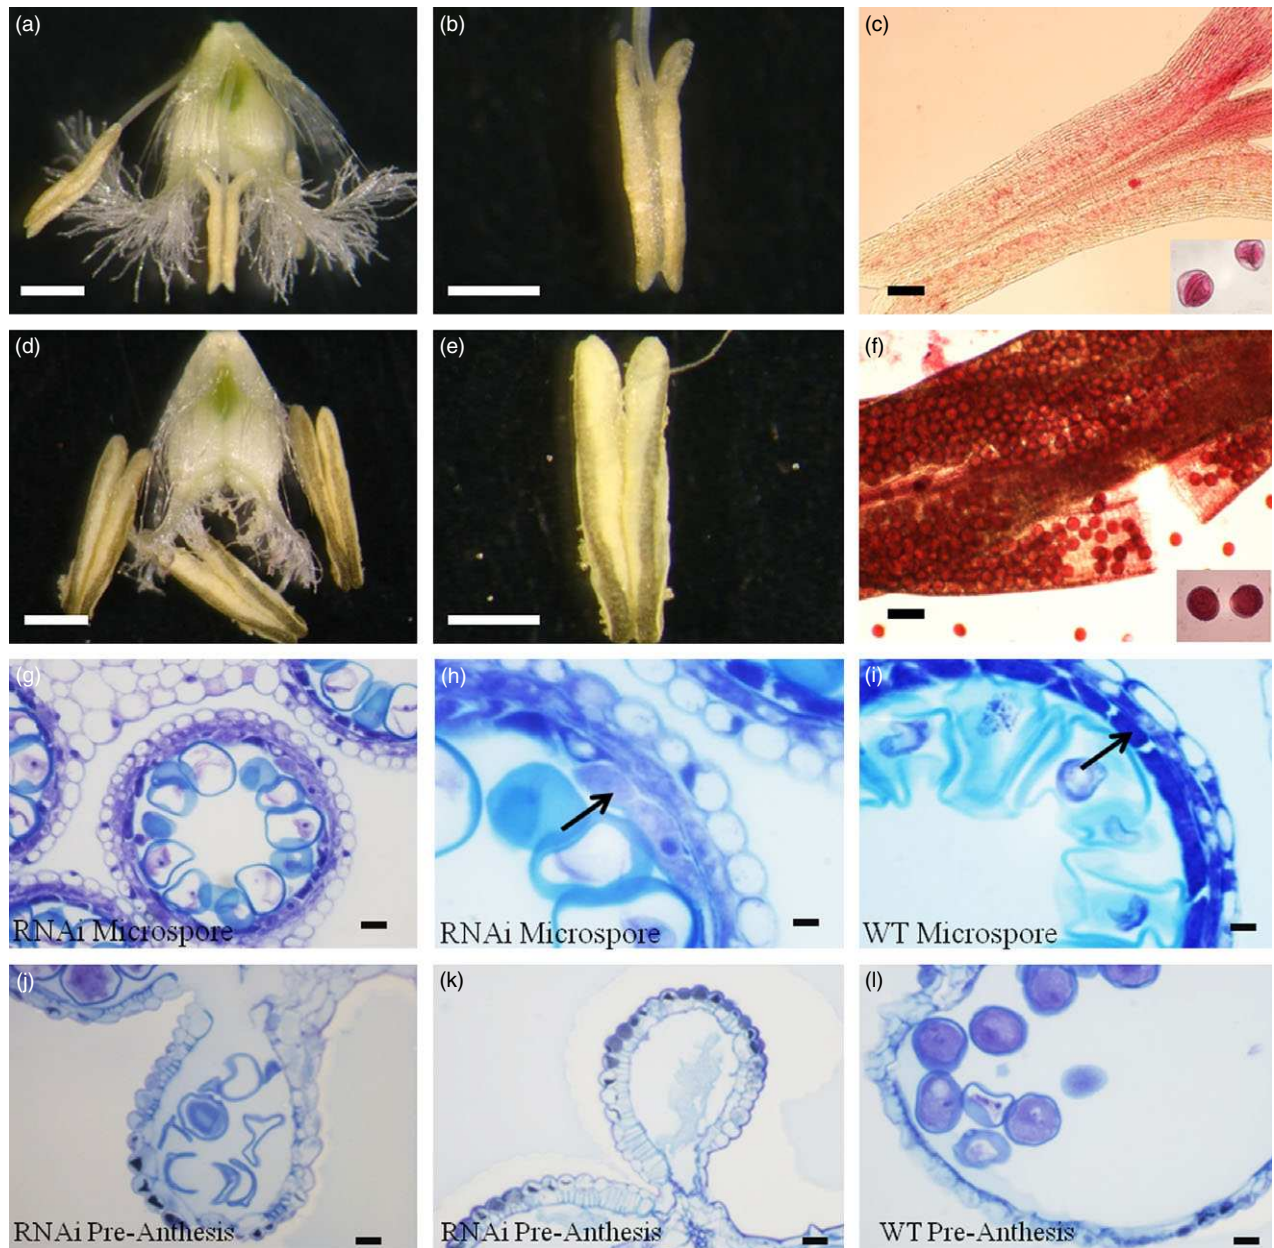 (a)
(b)
(c)
(d)
(e)
(f)
(g)
RNAi Microspore
(h)
RNAi Microspore
(i)
WT Microspore
(j)
RNAi Pre-Anthesis
(k)
RNAi Pre-Anthesis
(l)
WT Pre-Anthesis